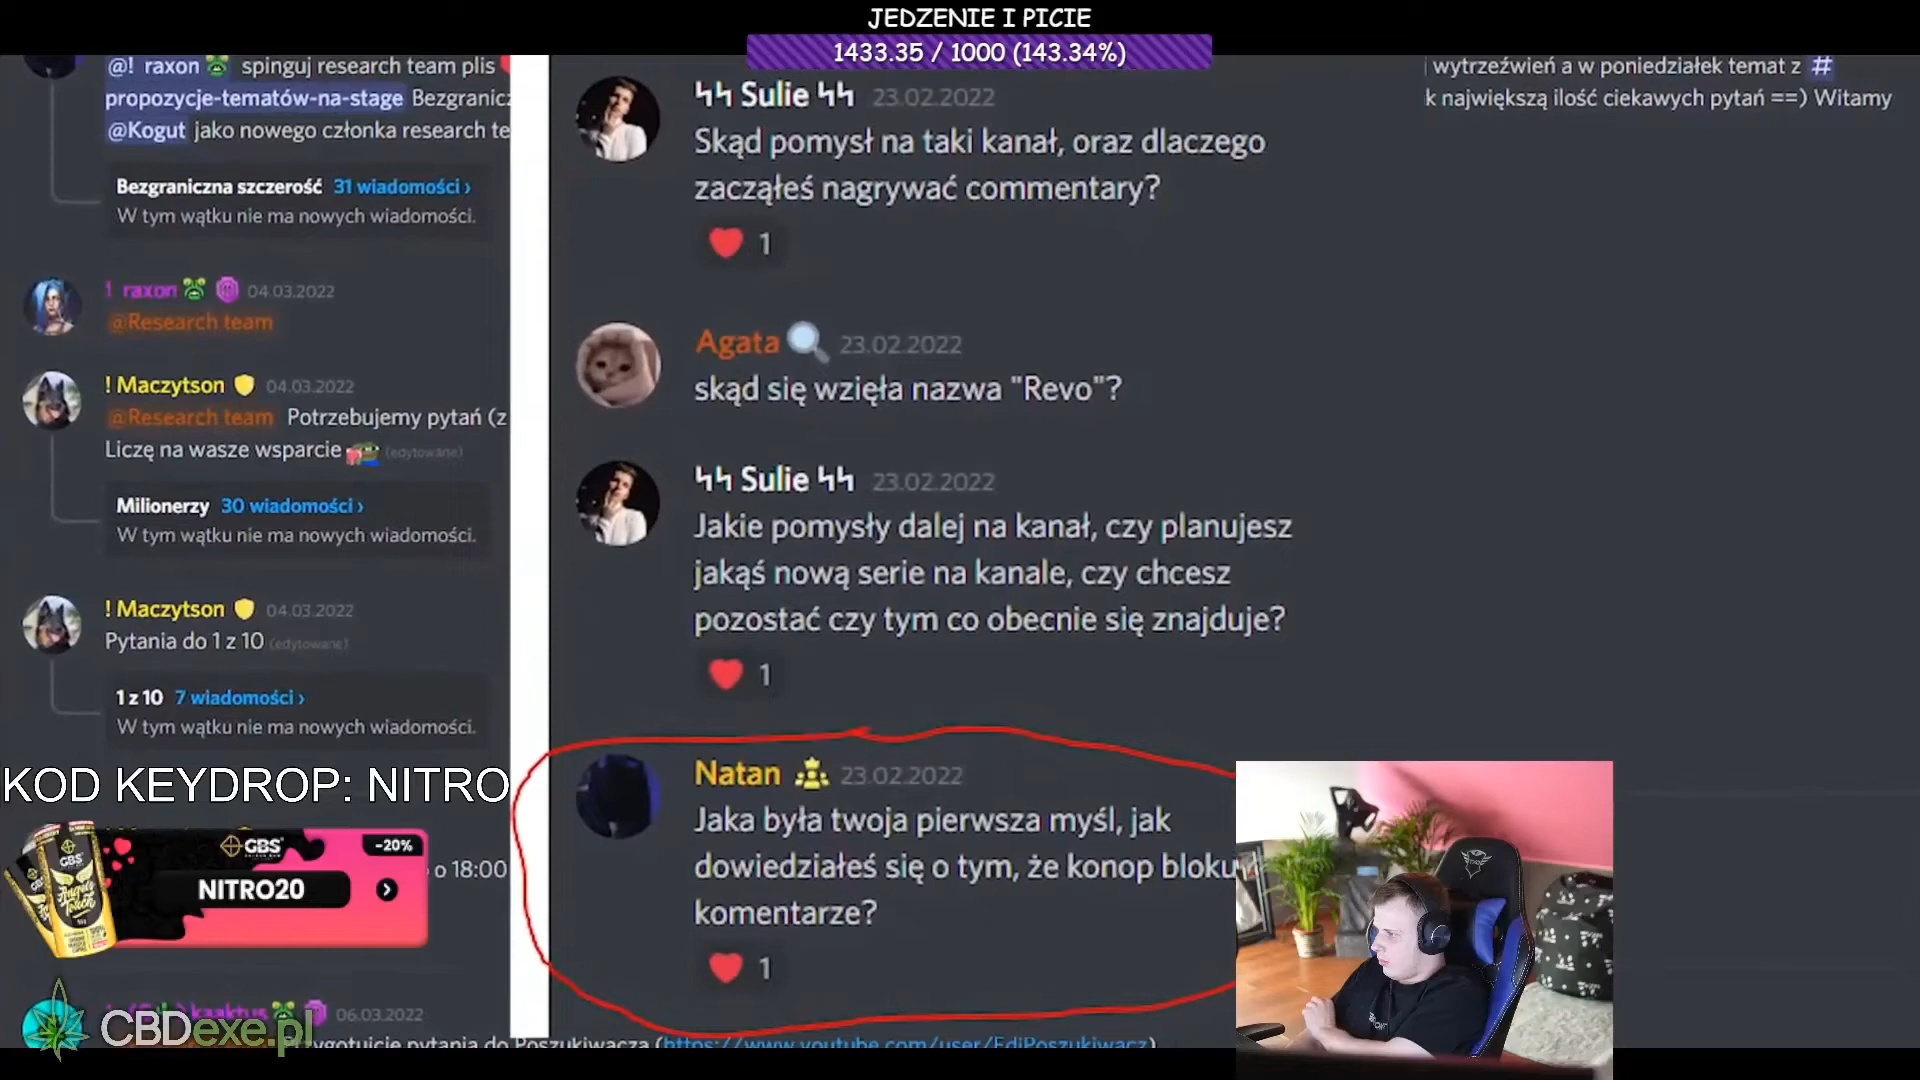 JEDZENIE I PICIE
1433.35 / 1000 (143.34%)
@! raxon spinguj research team plis
propozycje-tematów-na-stage
@Kogut jako nowego członka research
Bezgraniczna szczerość 31 wiadomości ›
W tym wątku nie ma nowych wiadomości.
! raxon 04.03.2022
@Research team
! Maczytson 04.03.2022
@Research team Potrzebujemy pytań (z
Liczę na wasze wsparcie (edytowane)
Milionerzy 30 wiadomości ›
W tym wątku nie ma nowych wiadomości.
! Maczytson 04.03.2022
Pytania do 1 z 10 (edytowane)
1 z 10 7 wiadomości ›
W tym wątku nie ma nowych wiadomości.
KOD KEYDROP: NITRO
GBS
-20%
NITRO20
o 18:00
GBS
Angel's Touch
06.03.2022
CBDexe.pl
pytania do Poszukiwacza (https://www.youtube.com/user/EdiPoszukiwacz)
ϟϟ Sulie ϟϟ 23.02.2022
Skąd pomysł na taki kanał, oraz dlaczego
zacząłeś nagrywać commentary?
1
Agata 23.02.2022
skąd się wzięła nazwa "Revo"?
ϟϟ Sulie ϟϟ 23.02.2022
Jakie pomysły dalej na kanał, czy planujesz
jakąś nową serie na kanale, czy chcesz
pozostać czy tym co obecnie się znajduje?
1
Natan 23.02.2022
Jaka była twoja pierwsza myśl, jak
dowiedziałeś się o tym, że konop bloku
komentarze?
1
wytrzeźwień a w poniedziałek temat z #
k największą ilość ciekawych pytań ==) Witamy